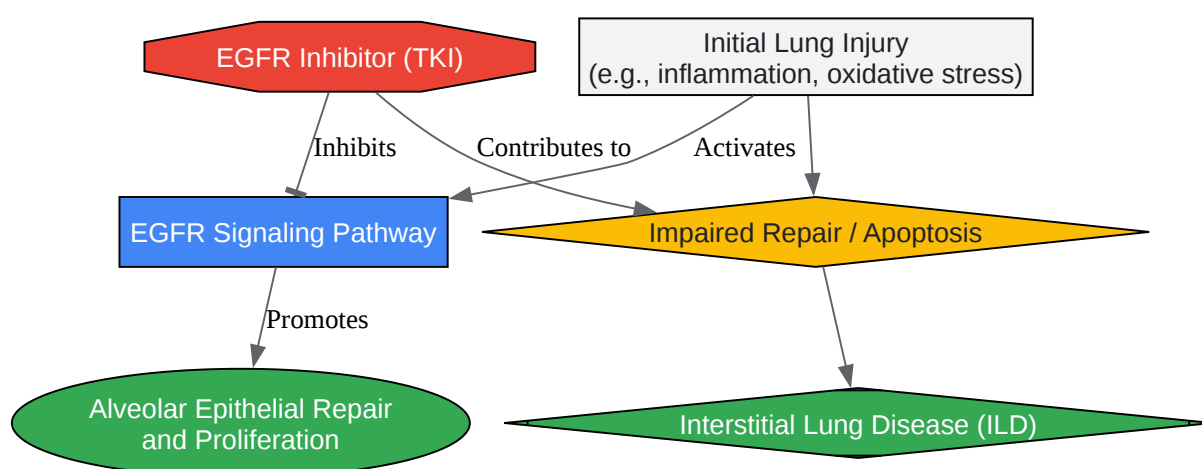 EGFR Inhibitor (TKI)
Initial Lung Injury
(e.g., inflammation, oxidative stress)
Inhibits
Contributes to
Activates
EGFR Signaling Pathway
Impaired Repair / Apoptosis
Promotes
Alveolar Epithelial Repair
and Proliferation
Interstitial Lung Disease (ILD)